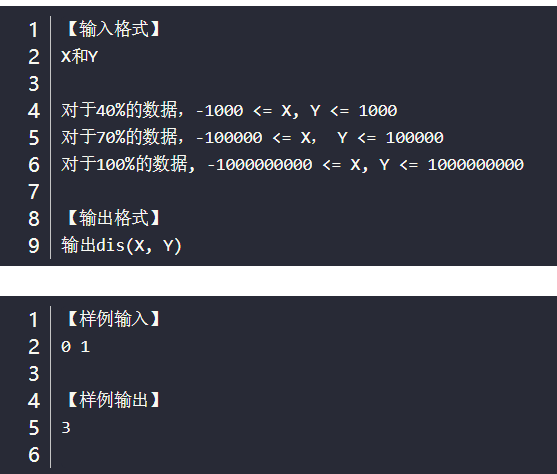 1 【输入格式】
2 X和Y
3
4 对于40%的数据，-1000 <= X, Y <= 1000
5 对于70%的数据，-100000 <= X， Y <= 100000
6 对于100%的数据, -1000000000 <= X, Y <= 1000000000
7
8 【输出格式】
9 输出dis(X, Y)
1 【样例输入】
2 0 1
3
4 【样例输出】
5 3
6